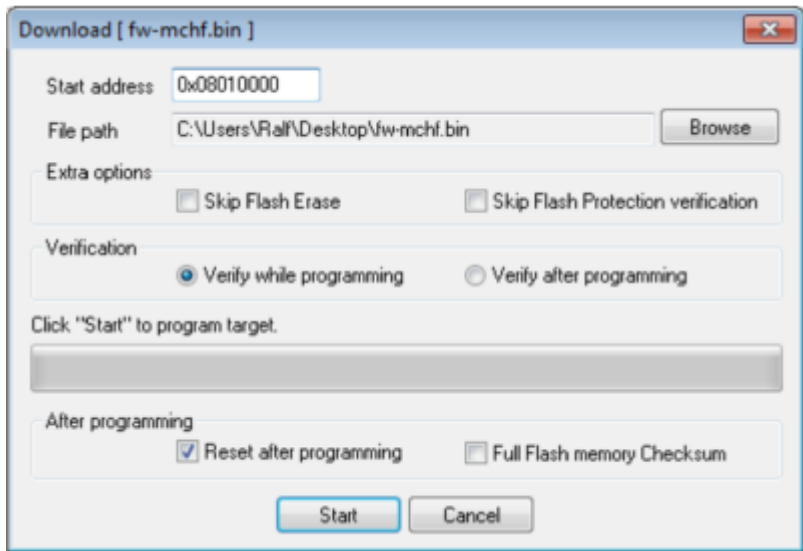 Download [ fw-mchf.bin ]
Start address 0x08010000
File path C:\Users\Ralf\Desktop\fw-mchf.bin Browse
Extra options
Skip Flash Erase Skip Flash Protection verification
Verification
Verify while programming Verify after programming
Click "Start" to program target.
After programming
Reset after programming Full Flash memory Checksum
Start Cancel